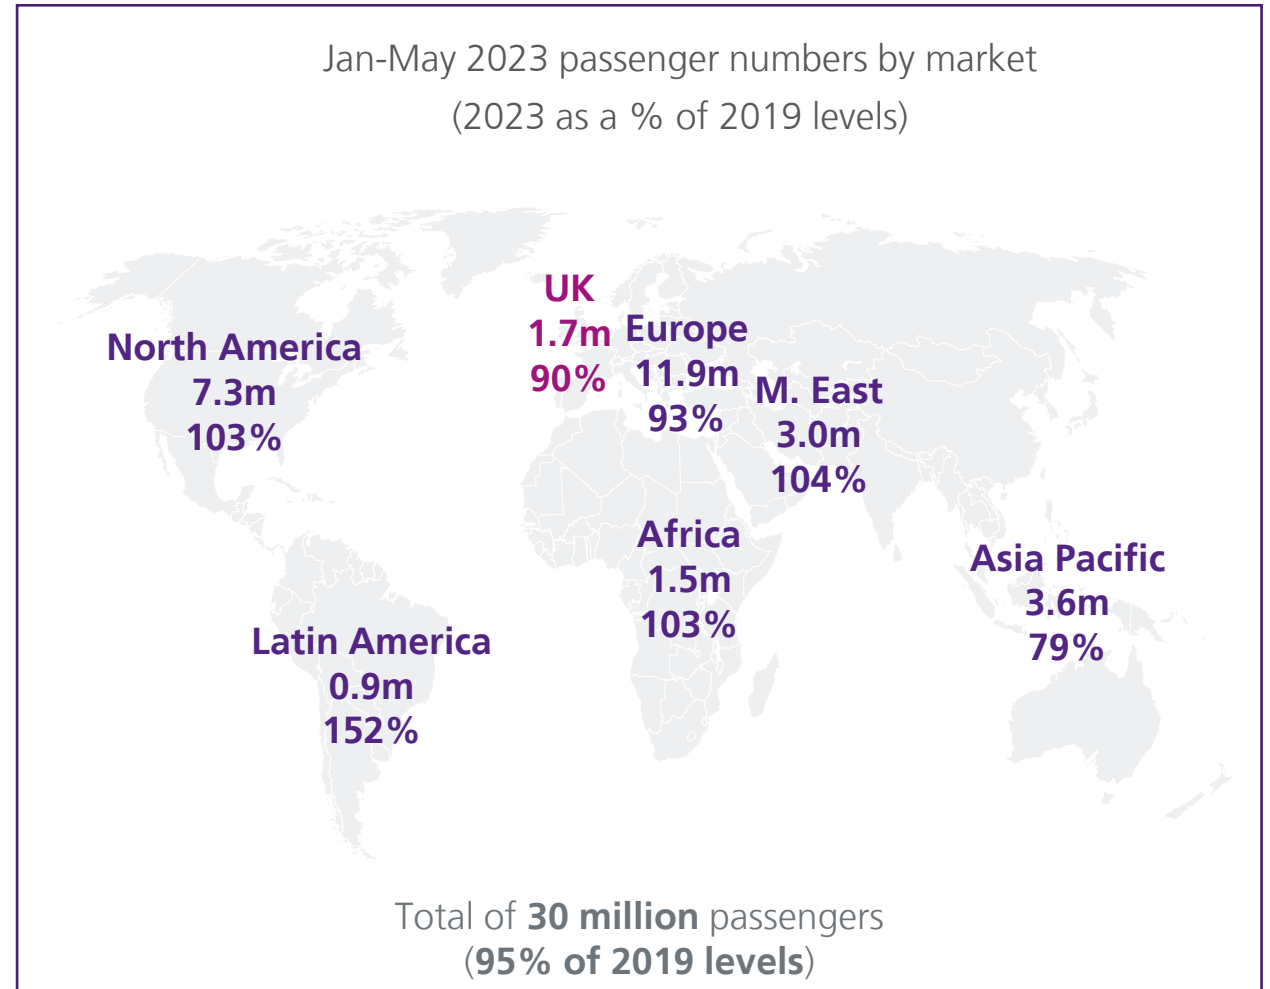 Jan-May 2023 passenger numbers by market
(2023 as a % of 2019 levels)
UK
1.7m
90%
Europe
11.9m
93%
North America
7.3m
103%
M. East
3.0m
104%
Africa
1.5m
103%
Asia Pacific
3.6m
79%
Latin America
0.9m
152%
Total of 30 million passengers
(95% of 2019 levels)